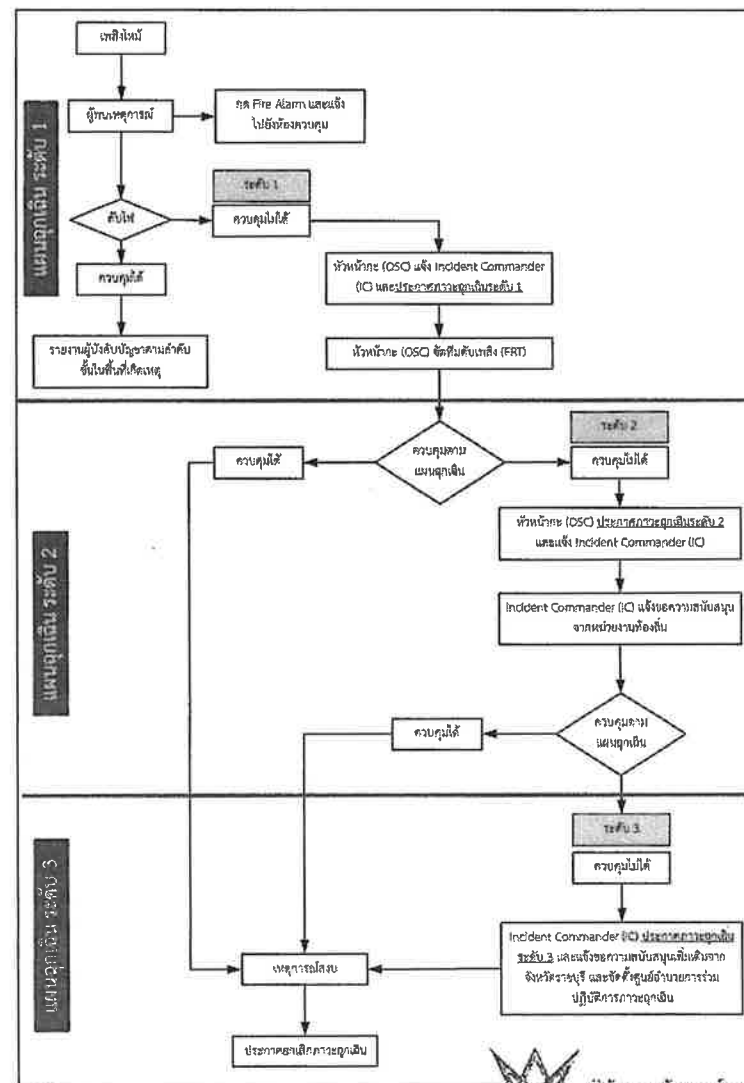 เพลิงไหม้
ผู้พบเหตุการณ์
กด Fire Alarm และแจ้ง
ไปยังห้องควบคุม
แผนฉุกเฉิน ระดับ 1
ระดับ 1
ดับไฟ
ควบคุมไม่ได้
ควบคุมได้
หัวหน้ากะ (OSC) แจ้ง Incident Commander
(IC) และประกาศภาวะฉุกเฉินระดับ 1
รายงานผู้บังคับบัญชาตามลำดับ
ชั้นในพื้นที่เกิดเหตุ
หัวหน้ากะ (OSC) จัดทีมดับเพลิง (ERT)
แผนฉุกเฉิน ระดับ 2
ระดับ 2
ควบคุมได้
ควบคุมตาม
แผนฉุกเฉิน
ควบคุมไม่ได้
หัวหน้ากะ (OSC) ประกาศภาวะฉุกเฉินระดับ 2
และแจ้ง Incident Commander (IC)
Incident Commander (IC) แจ้งขอความสนับสนุน
จากหน่วยงานท้องถิ่น
ควบคุมได้
ควบคุมตาม
แผนฉุกเฉิน
แผนฉุกเฉิน ระดับ 3
ระดับ 3
ควบคุมไม่ได้
Incident Commander (IC) ประกาศภาวะฉุกเฉิน
ระดับ 3 และแจ้งขอความสนับสนุนเพิ่มเติมจาก
จังหวัดราชบุรี และจัดตั้งศูนย์อำนวยการร่วม
ปฏิบัติการภาวะฉุกเฉิน
เหตุการณ์สงบ
ประกาศยกเลิกภาวะฉุกเฉิน